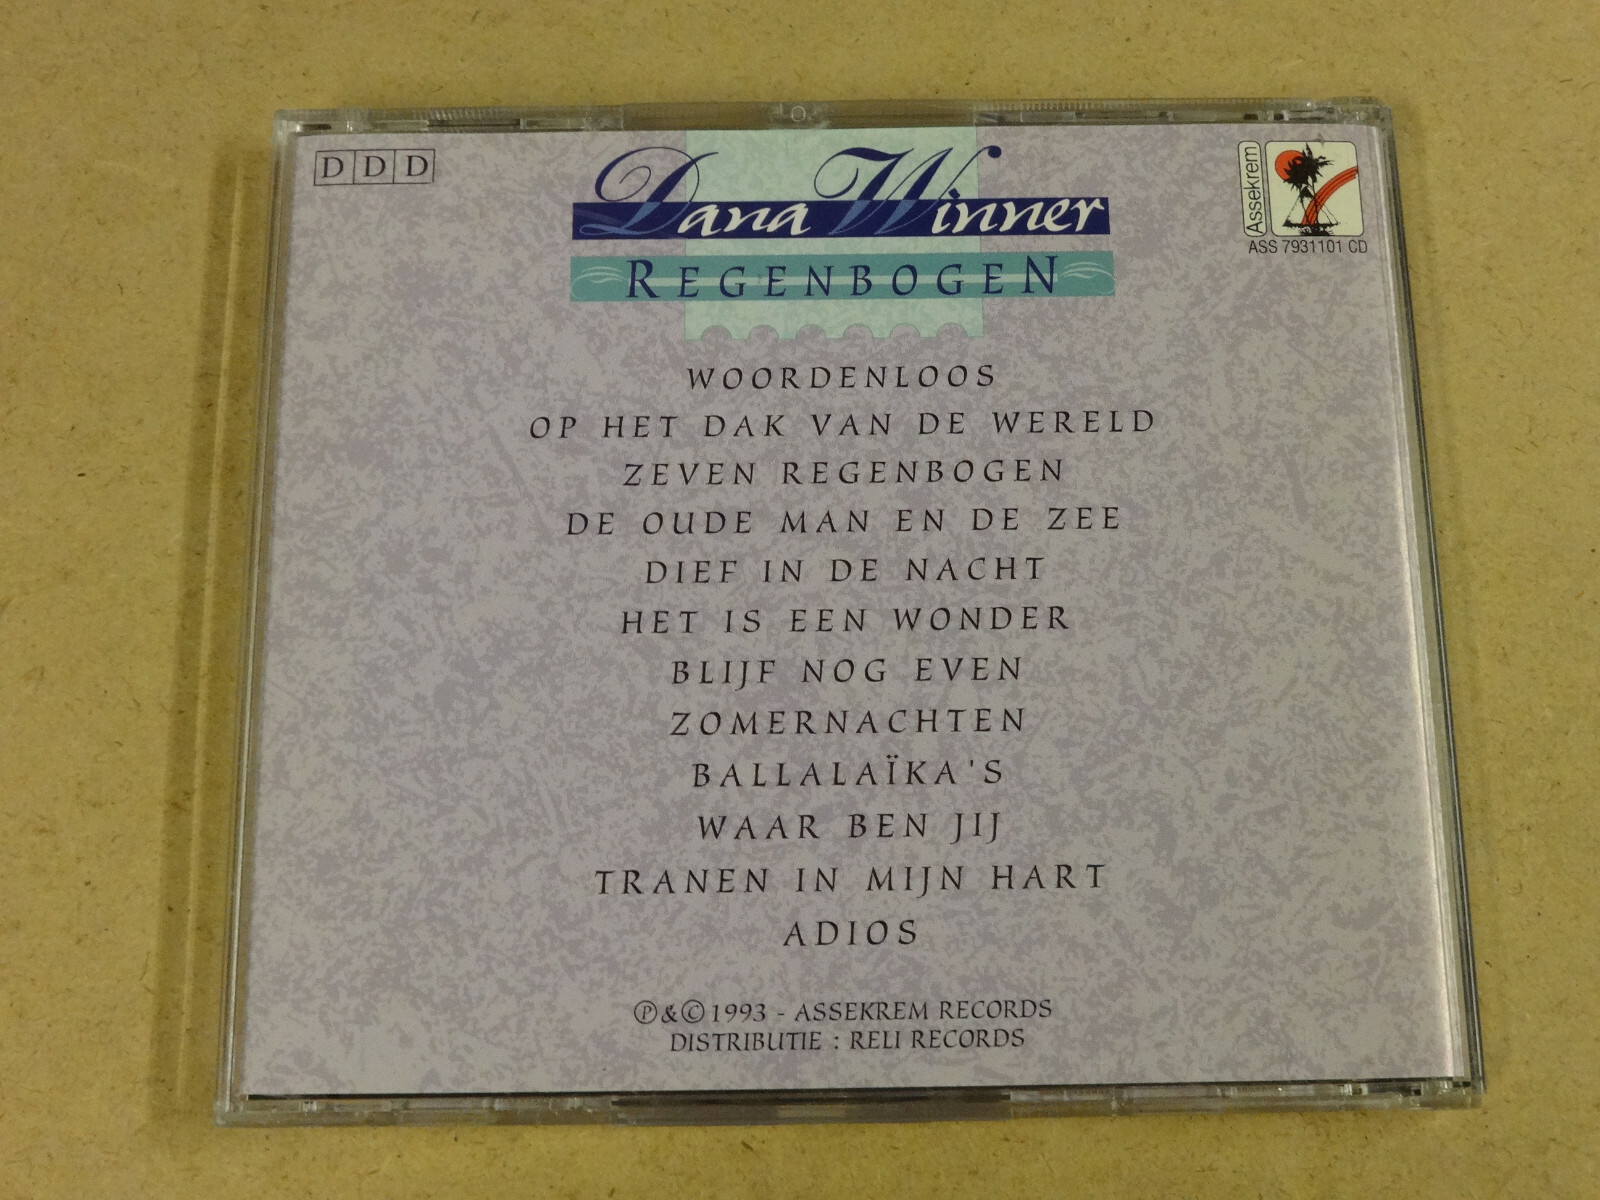 DDD
Dana Winner
Assekrem
ASS 7931101 CD
REGENBOGEN
WOORDENLOOS
OP HET DAK VAN DE WERELD
ZEVEN REGENBOGEN
DE OUDE MAN EN DE ZEE
DIEF IN DE NACHT
HET IS EEN WONDER
BLIJF NOG EVEN
ZOMERNACHTEN
BALLALAÏKA'S
WAAR BEN JIJ
TRANEN IN MIJN HART
ADIOS
℗&©1993 - ASSEKREM RECORDS
DISTRIBUTIE : RELI RECORDS